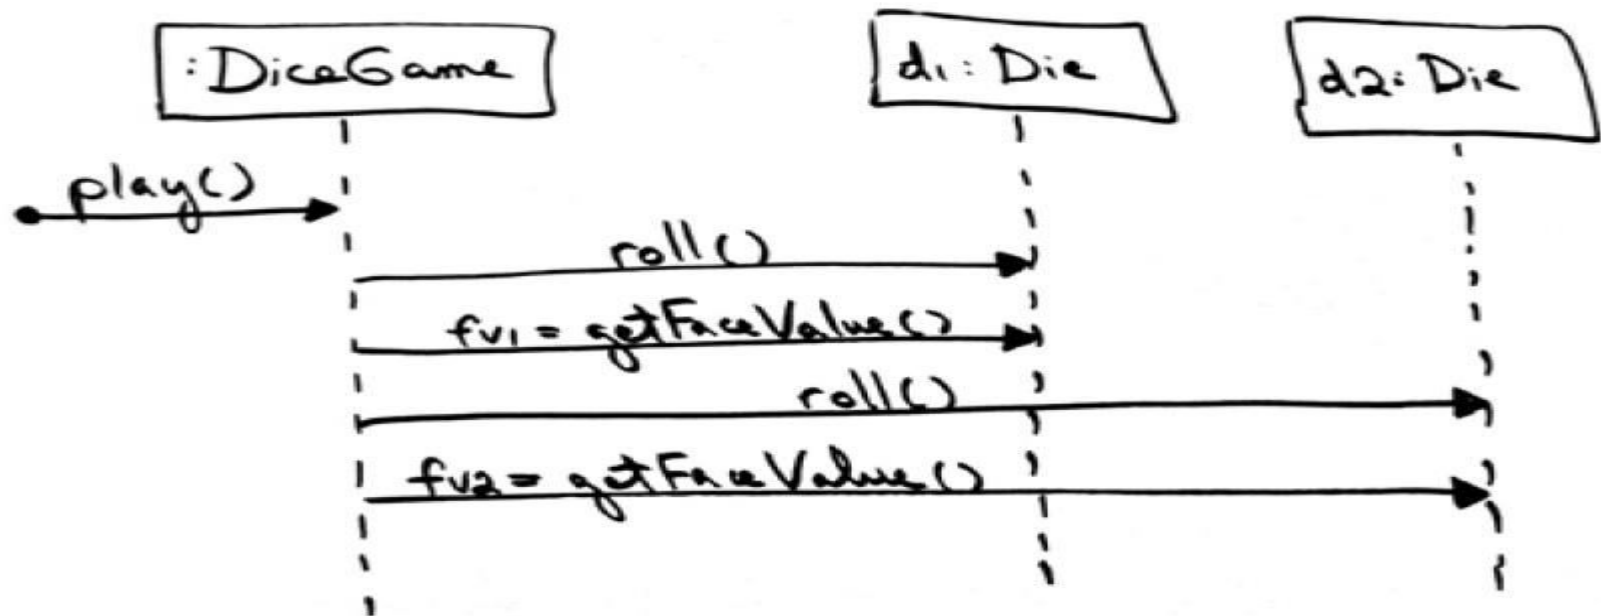 :DiceGame
d1: Die
d2: Die
play()
roll()
fv1 = getFaceValue()
roll()
fv2 = getFaceValue()